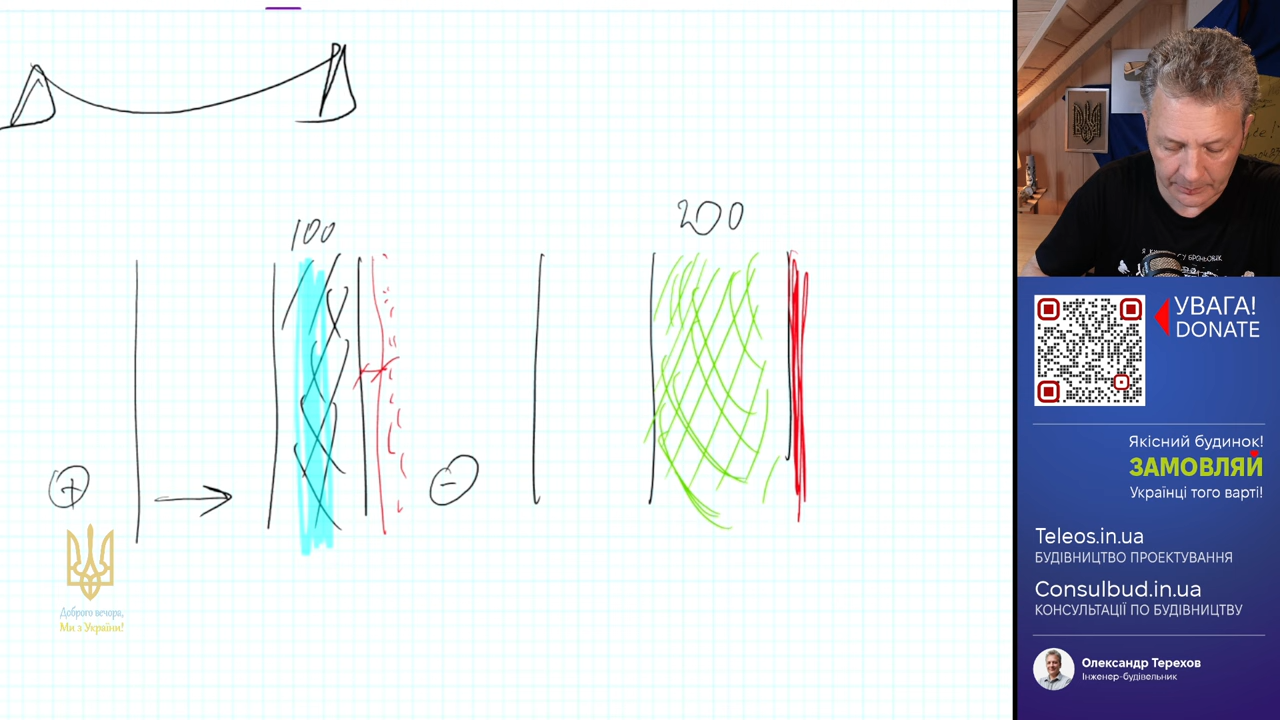 100
200
+
-
Доброго вечора,
Ми з України!
УВАГА!
DONATE
Якісний будинок!
ЗАМОВЛЯЙ
Українці того варті!
Teleos.in.ua
БУДІВНИЦТВО ПРОЕКТУВАННЯ
Consulbud.in.ua
КОНСУЛЬТАЦІЇ ПО БУДІВНИЦТВУ
Олександр Терехов
Інженер-будівельник